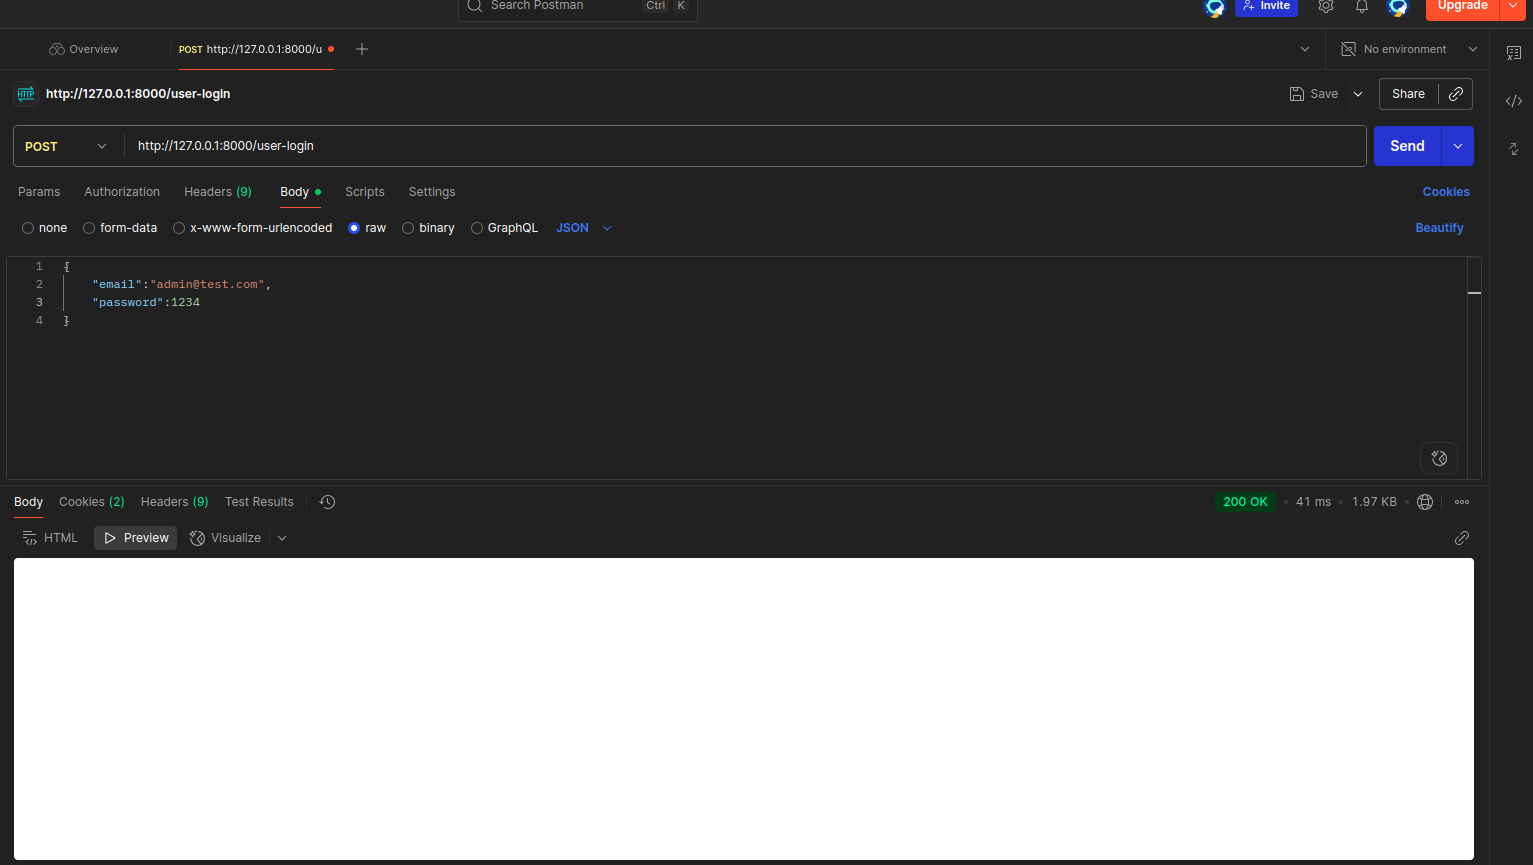 Search Postman Ctrl K Invite Upgrade
Overview POST http://127.0.0.1:8000/u No environment
HTTP http://127.0.0.1:8000/user-login Save Share
POST http://127.0.0.1:8000/user-login Send
Params Authorization Headers (9) Body Scripts Settings Cookies
none form-data x-www-form-urlencoded raw binary GraphQL JSON Beautify
1 {
2 "email":"admin@test.com",
3 "password":1234
4 }
Body Cookies (2) Headers (9) Test Results 200 OK • 41 ms • 1.97 KB •
HTML Preview Visualize